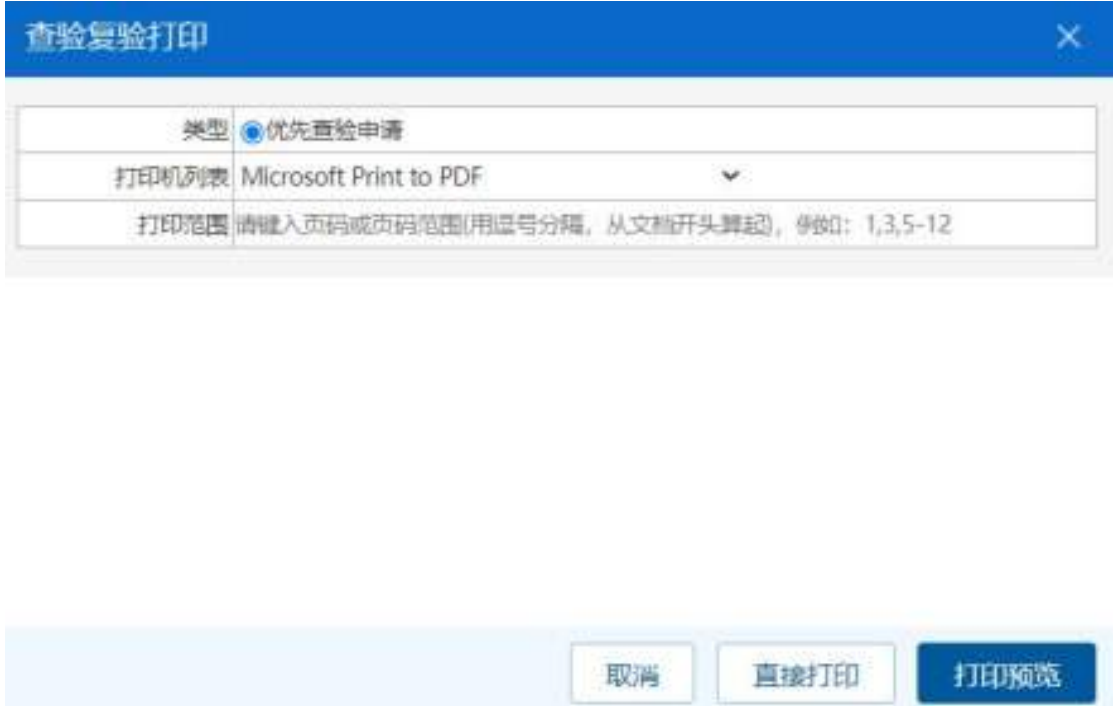 查验复验打印
类型 优先查验申请
打印机列表 Microsoft Print to PDF
打印范围 请键入页码或页码范围(用逗号分隔，从文档开头算起)，例如：1,3,5-12
取消 直接打印 打印预览